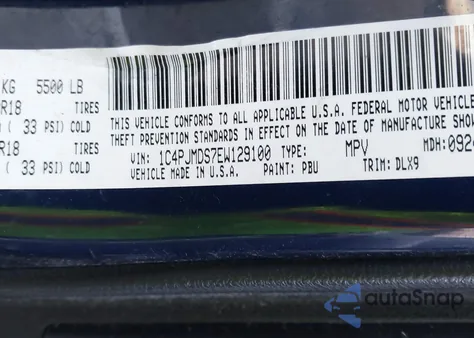 KG 5500 LB
R18 TIRES
( 33 PSI) COLD
R18 TIRES
( 33 PSI) COLD
THIS VEHICLE CONFORMS TO ALL APPLICABLE U.S.A. FEDERAL MOTOR VEHICLE
THEFT PREVENTION STANDARDS IN EFFECT ON THE DATE OF MANUFACTURE SHOW
VIN: 1C4PJMDS7EW129100 TYPE: MPV MDH:092
VEHICLE MADE IN U.S.A. PAINT: PBU TRIM: DLX9
autoSnap